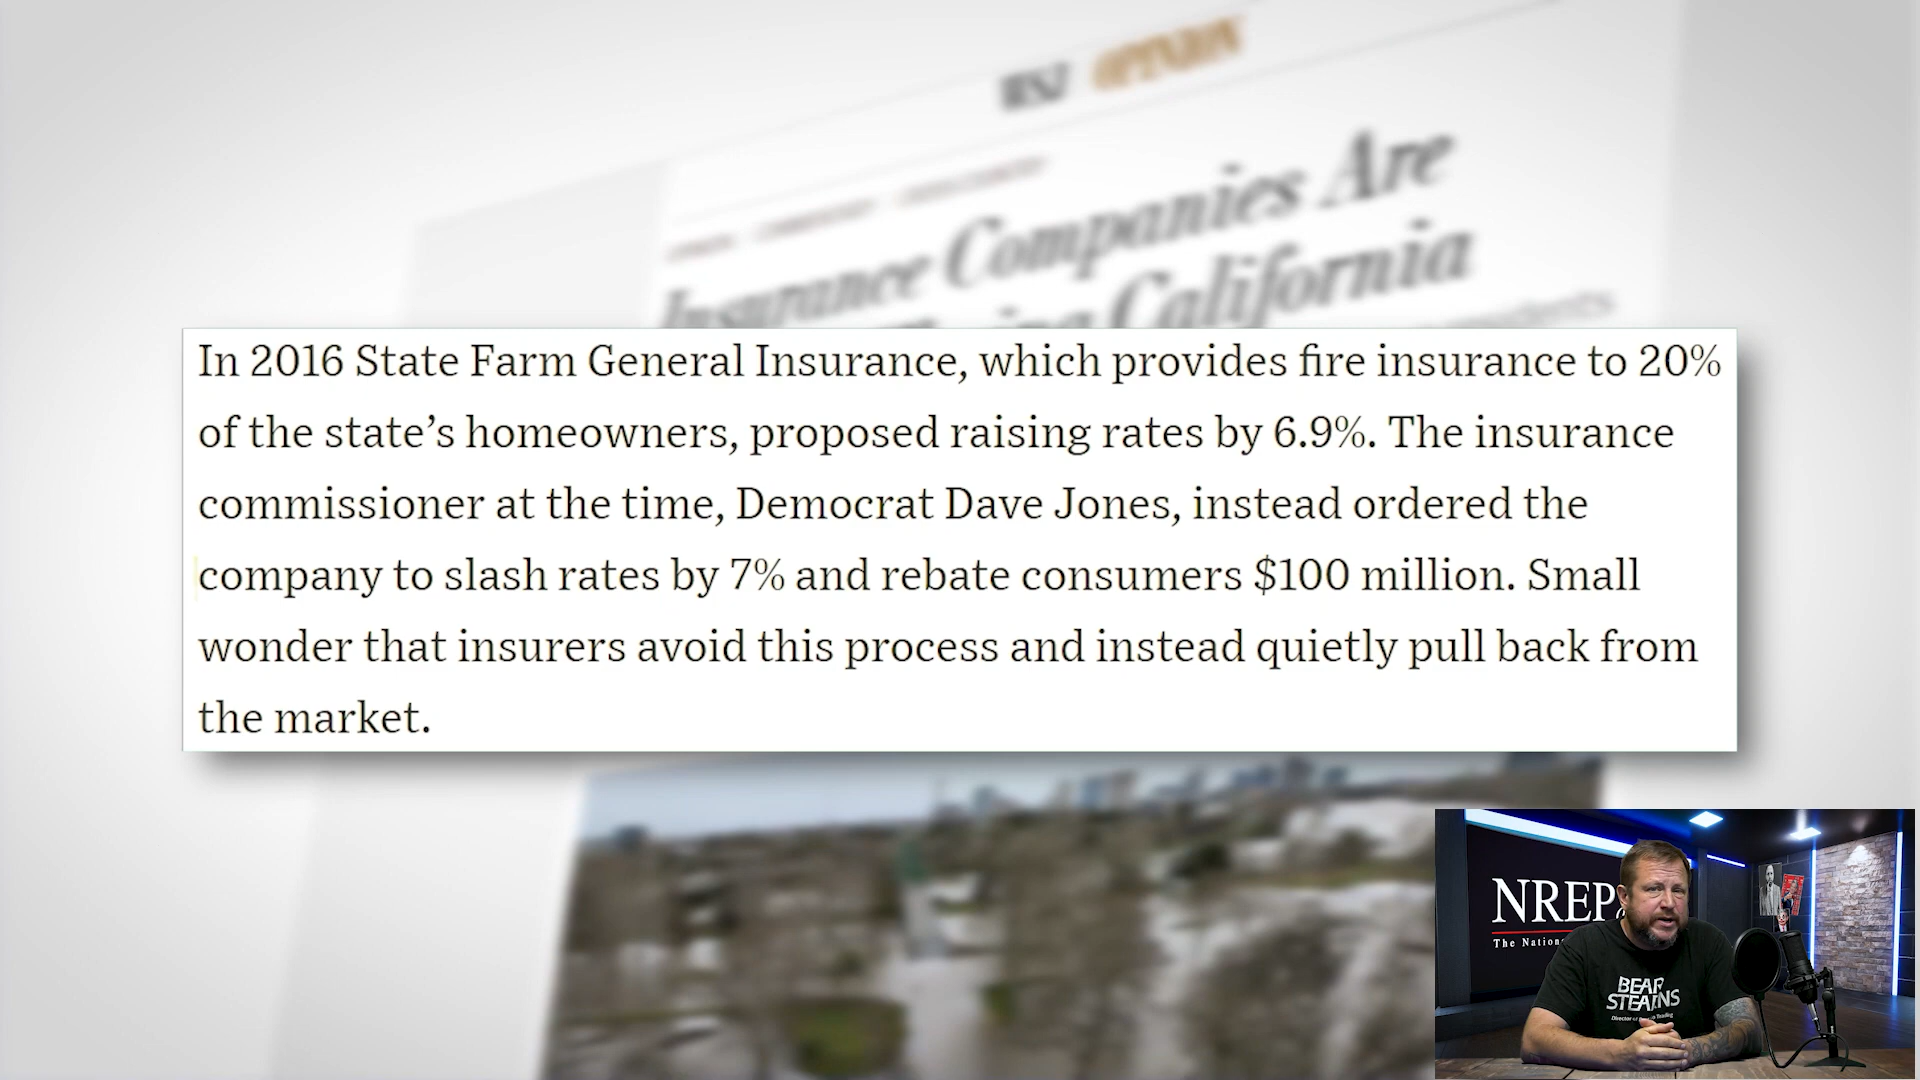 WSJ OPINION
Insurance Companies Are
California
In 2016 State Farm General Insurance, which provides fire insurance to 20%
of the state’s homeowners, proposed raising rates by 6.9%. The insurance
commissioner at the time, Democrat Dave Jones, instead ordered the
company to slash rates by 7% and rebate consumers $100 million. Small
wonder that insurers avoid this process and instead quietly pull back from
the market.
NREP
The Nation
BEAR
STEARNS